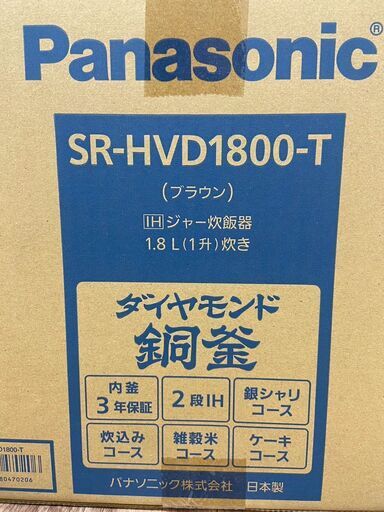 Panasonic®
SR-HVD1800-T
(ブラウン)
IHジャー炊飯器
1.8 L(1升)炊き
ダイヤモンド
銅釜
内釜
3年保証
2段IH
銀シャリ
コース
炊込み
コース
雑穀米
コース
ケーキ
コース
パナソニック株式会社 日本製
D1800-T
80470206